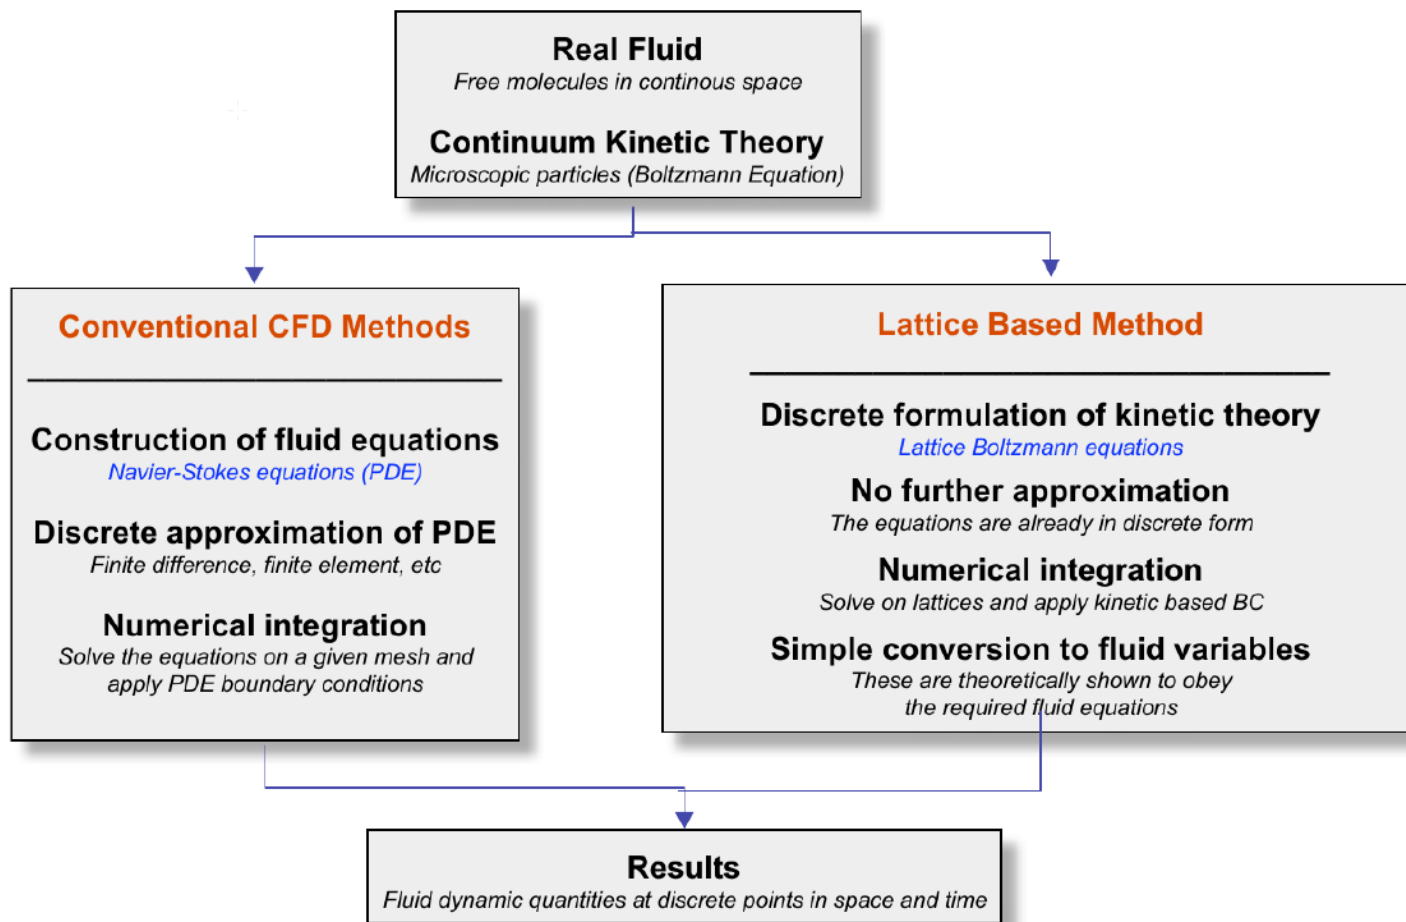 Real Fluid
Free molecules in continous space
Continuum Kinetic Theory
Microscopic particles (Boltzmann Equation)
Conventional CFD Methods
Construction of fluid equations
Navier-Stokes equations (PDE)
Discrete approximation of PDE
Finite difference, finite element, etc
Numerical integration
Solve the equations on a given mesh and
apply PDE boundary conditions
Lattice Based Method
Discrete formulation of kinetic theory
Lattice Boltzmann equations
No further approximation
The equations are already in discrete form
Numerical integration
Solve on lattices and apply kinetic based BC
Simple conversion to fluid variables
These are theoretically shown to obey
the required fluid equations
Results
Fluid dynamic quantities at discrete points in space and time